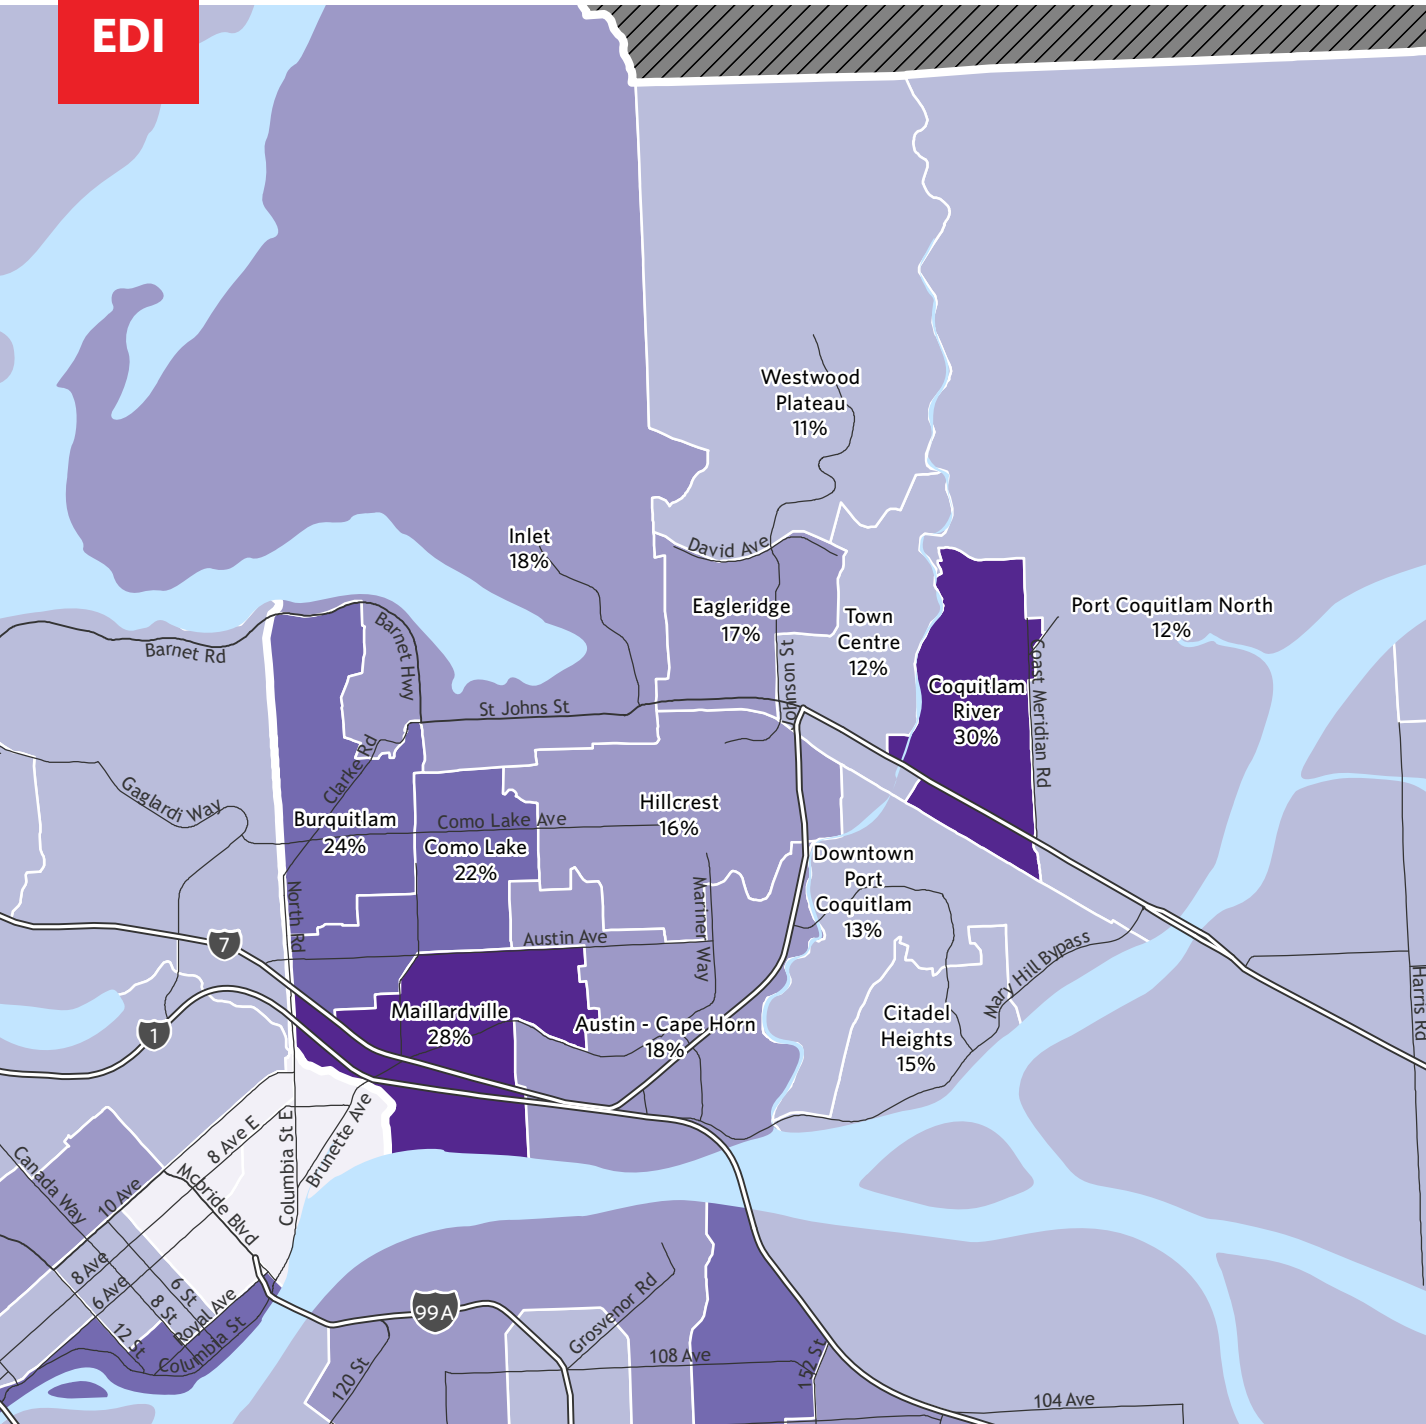 EDI
Westwood
Plateau
11%
David Ave
Inlet
18%
Eagleridge
17%
Town
Centre
12%
Port Coquitlam North
12%
Barnet Rd
Barnet Hwy
St Johns St
Johnson St
Coquitlam
River
30%
Coast Meridian Rd
Clarke Rd
Gaglardi Way
Burquitlam
24%
Como Lake Ave
Como Lake
22%
Hillcrest
16%
Downtown
Port
Coquitlam
13%
North Rd
Mariner Way
Austin Ave
7
Mary Hill Bypass
Maillardville
28%
Austin - Cape Horn
18%
Citadel
Heights
15%
Harris Rd
1
8 Ave E
Columbia St E
Brunette Ave
Canada Way
10 Ave
Mcbride Blvd
8 Ave
6 Ave
6 St
8 St
12 St
Royal Ave
Columbia St
99A
Grosvenor Rd
120 St
108 Ave
152 St
104 Ave